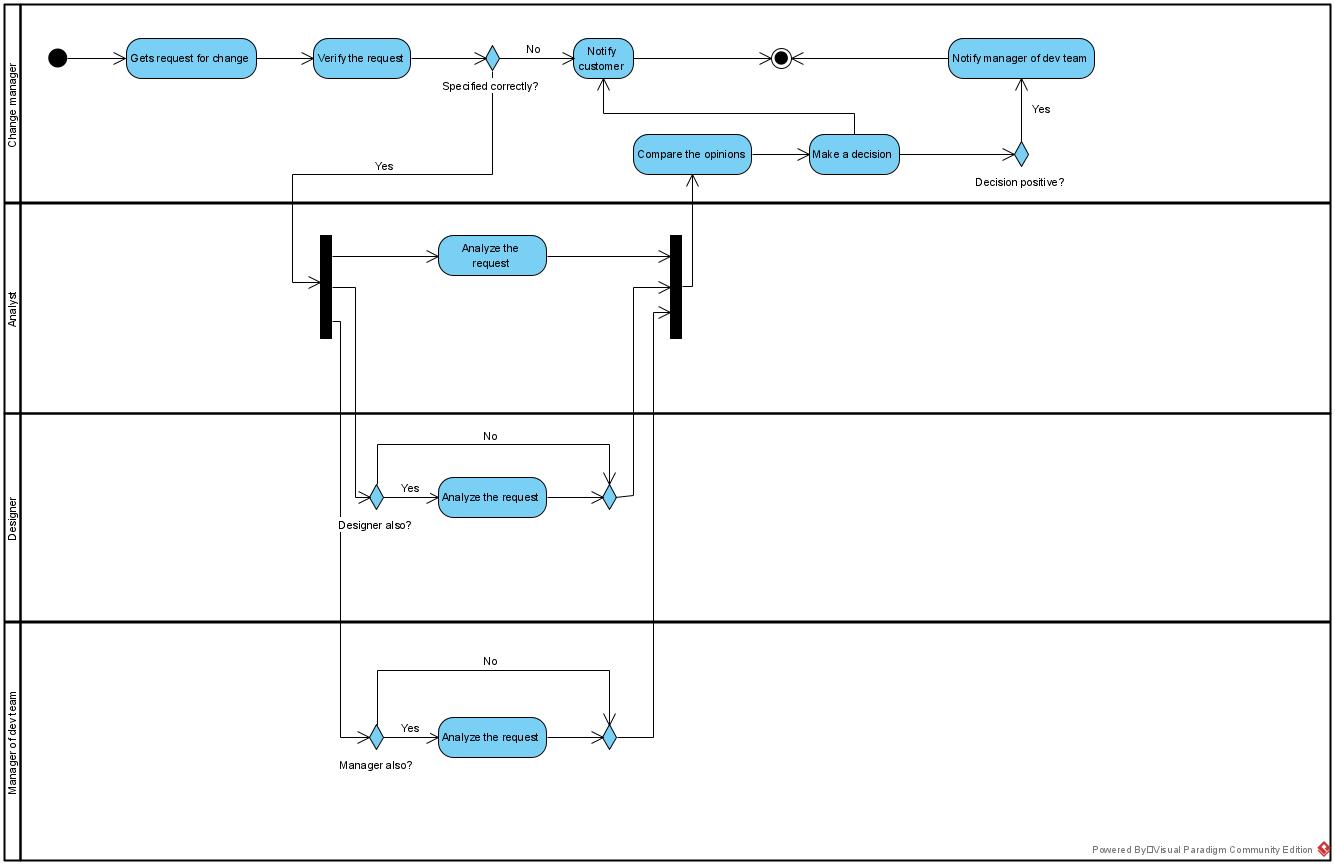 Change manager
Gets request for change
Verify the request
No
Notify
customer
Notify manager of dev team
Specified correctly?
Yes
Compare the opinions
Make a decision
Yes
Decision positive?
Analyst
Analyze the
request
Designer
No
Yes
Analyze the request
Designer also?
Manager of dev team
No
Yes
Analyze the request
Manager also?
Powered By□Visual Paradigm Community Edition